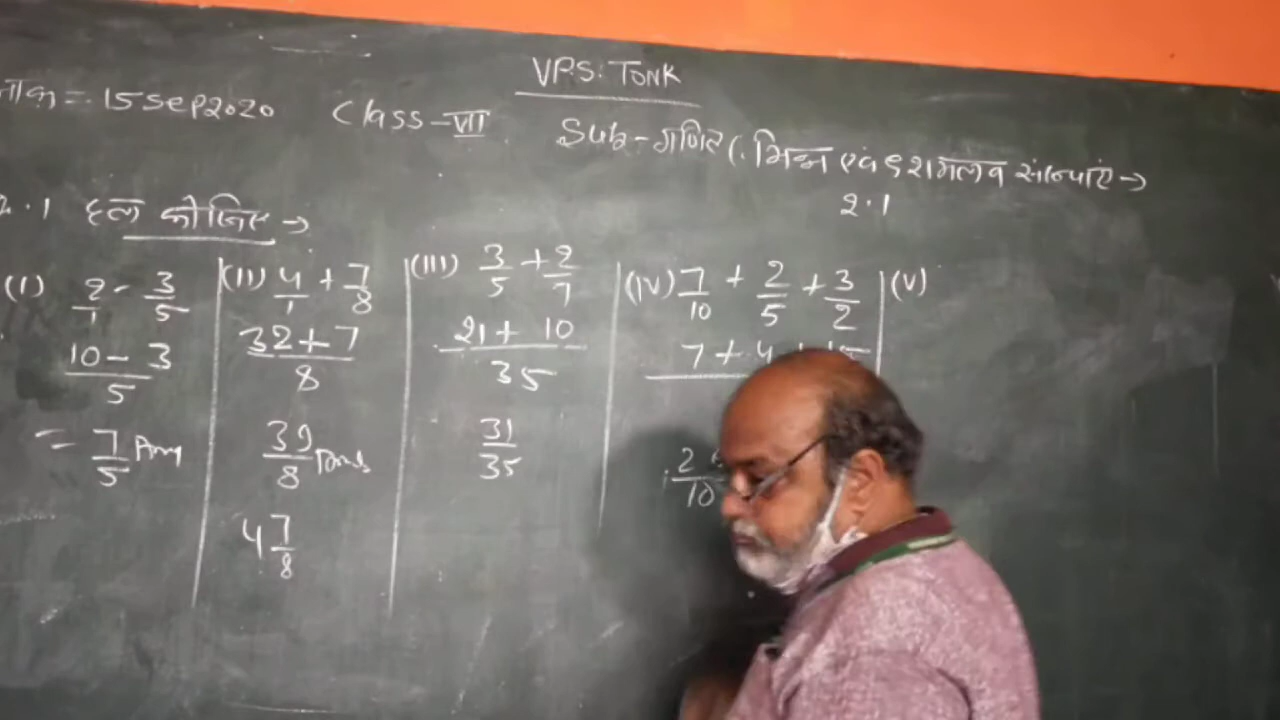 VPS: TONK
नाक = 15 Sep 2020 Class - VII Sub - गणित (भिन्न एवं दशमलव संख्याएं →
2.1
2.1 हल कीजिए →
(I) 2/1 - 3/5
10 - 3 / 5
= 7/5 Ans
(II) 4/1 + 7/8
32 + 7 / 8
39/8 Ans
4 7/8
(III) 3/5 + 2/7
21 + 10 / 35
31/35
(IV) 7/10 + 2/5 + 3/2
7 + 4 + 15
(V)